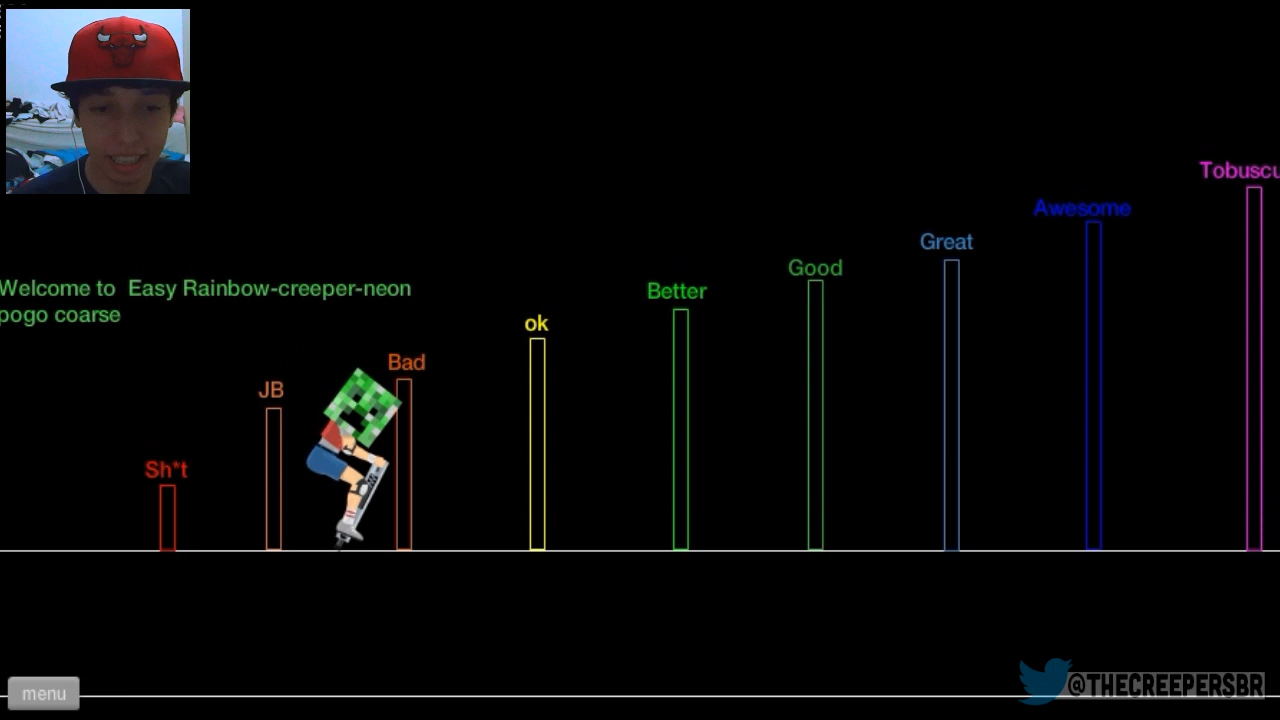 Tobuscu
Awesome
Great
Good
Welcome to  Easy Rainbow-creeper-neon
pogo coarse
Better
ok
Bad
JB
Sh*t
menu
@THECREEPERSBR